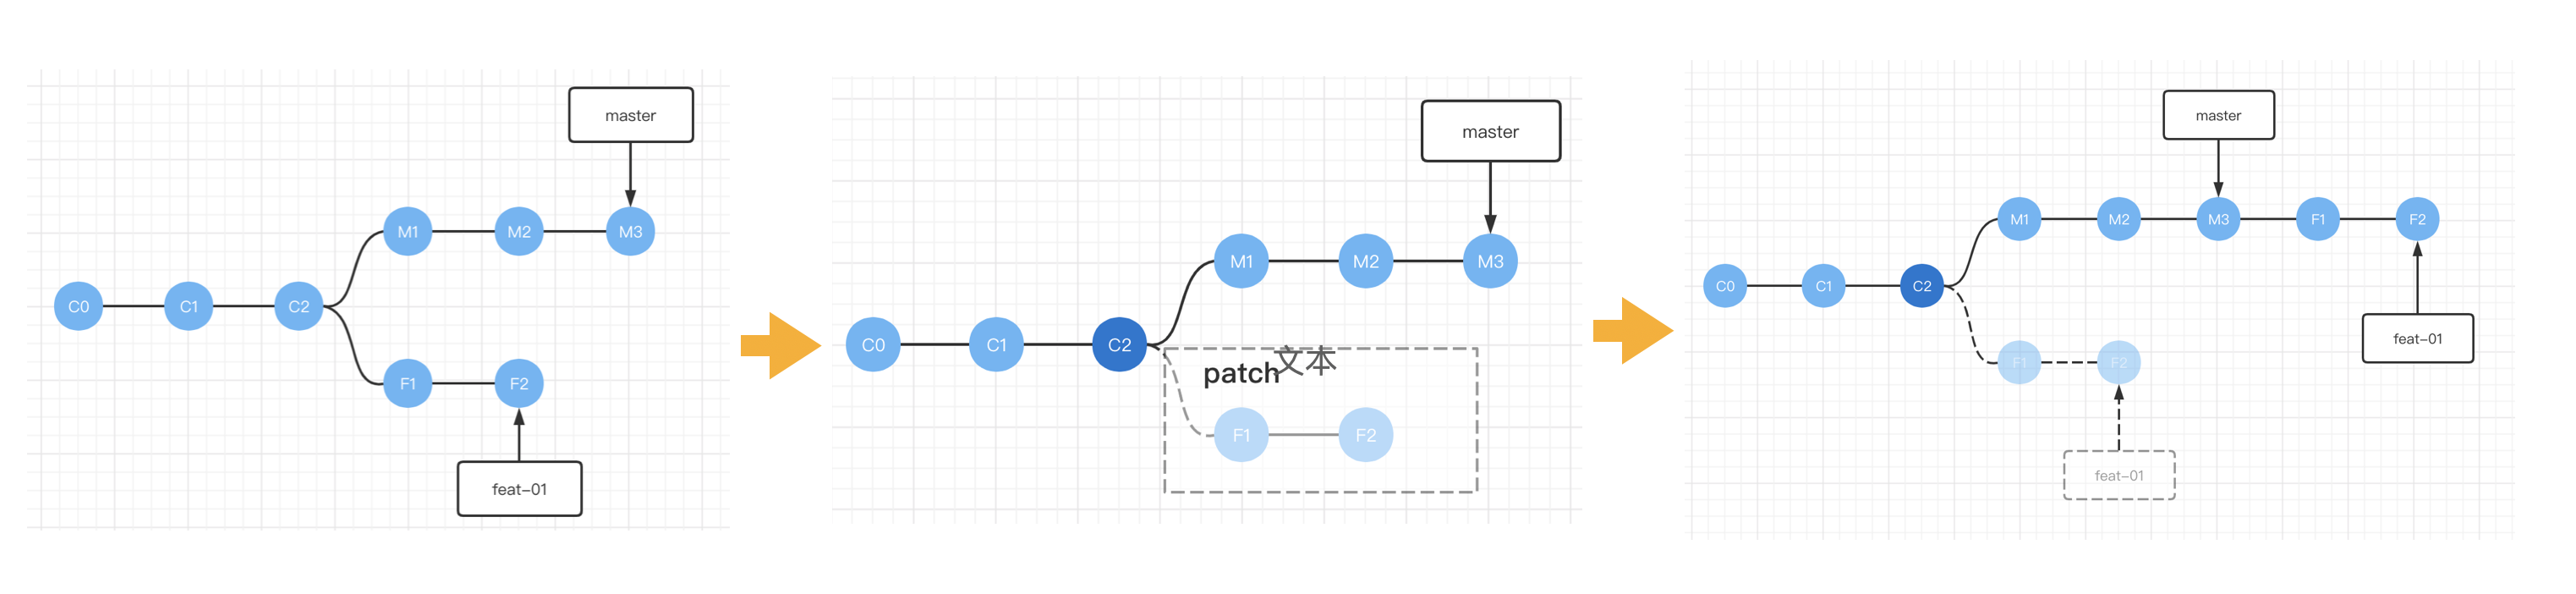 master
M1 M2 M3
C0 C1 C2
F1 F2
feat-01
master
M1 M2 M3
C0 C1 C2
patch文本
F1 F2
master
M1 M2 M3 F1 F2
C0 C1 C2
feat-01
F1 F2
feat-01